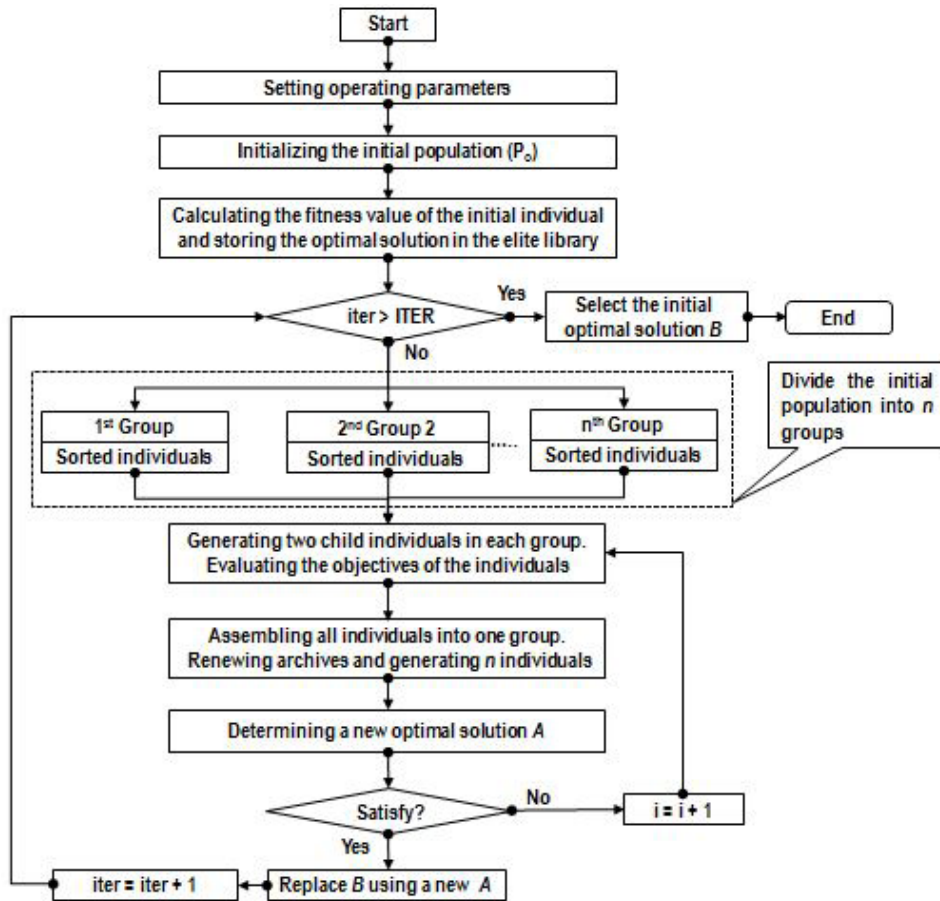 Start
Setting operating parameters
Initializing the initial population (Po)
Calculating the fitness value of the initial individual
and storing the optimal solution in the elite library
iter > ITER
Yes
Select the initial
optimal solution B
End
No
Divide the initial
population into n
groups
1st Group
Sorted individuals
2nd Group 2
Sorted individuals
.....
nth Group
Sorted individuals
Generating two child individuals in each group.
Evaluating the objectives of the individuals
Assembling all individuals into one group.
Renewing archives and generating n individuals
Determining a new optimal solution A
Satisfy?
No
i = i + 1
Yes
Replace B using a new A
iter = iter + 1